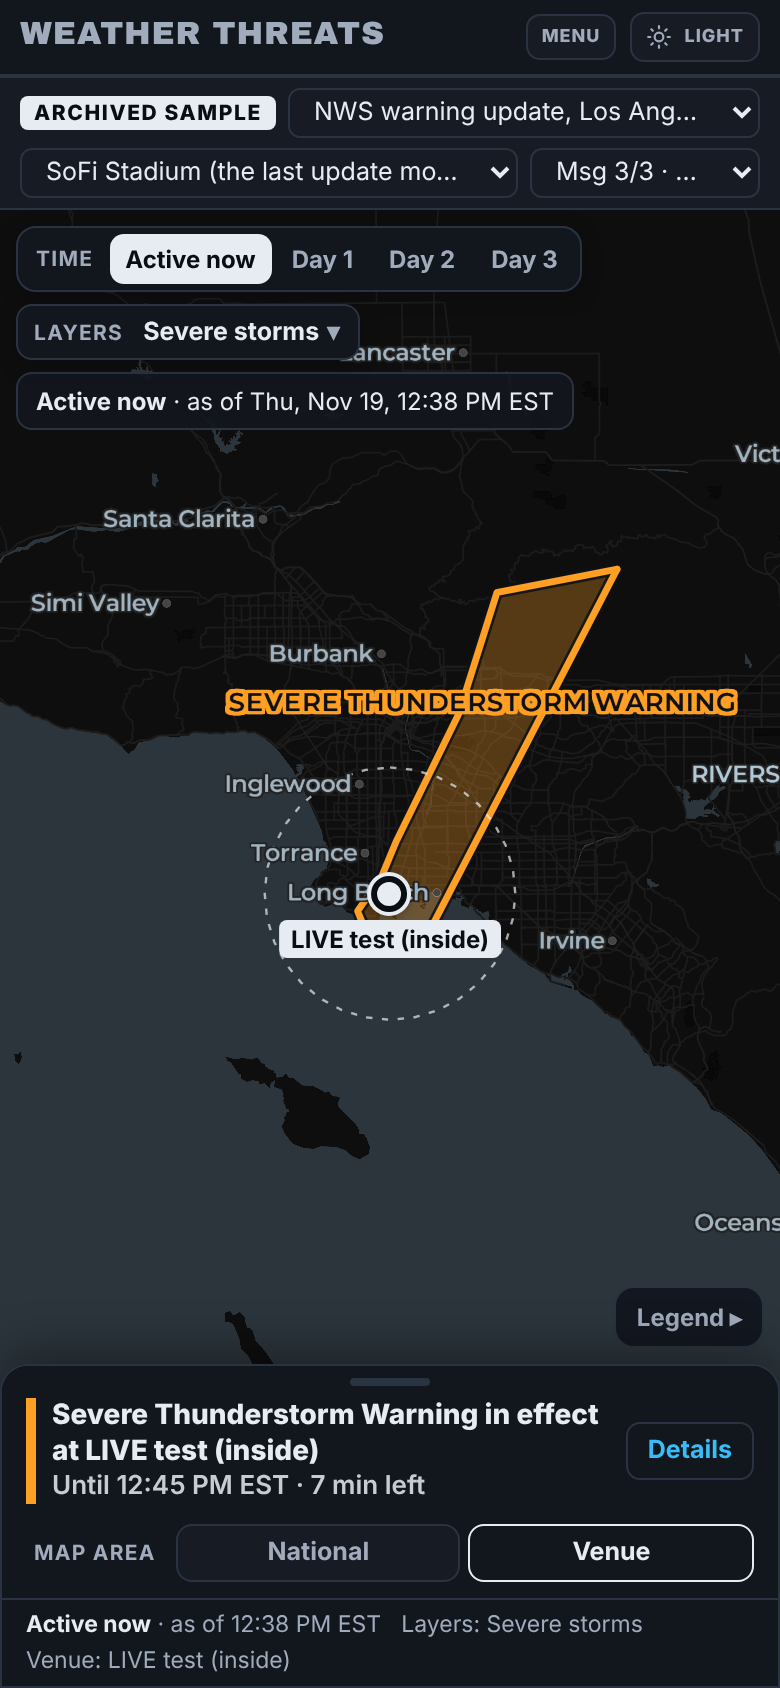 WEATHER THREATS
MENU
LIGHT
ARCHIVED SAMPLE
NWS warning update, Los Ang...
SoFi Stadium (the last update mo...
Msg 3/3 · ...
TIME
Active now
Day 1
Day 2
Day 3
LAYERS
Severe storms ▾
Active now · as of Thu, Nov 19, 12:38 PM EST
Lancaster
Vict
Santa Clarita
Simi Valley
Burbank
SEVERE THUNDERSTORM WARNING
RIVERS
Inglewood
Torrance
Long B ch
LIVE test (inside)
Irvine
Oceans
Legend ▸
Severe Thunderstorm Warning in effect
at LIVE test (inside)
Until 12:45 PM EST · 7 min left
Details
MAP AREA
National
Venue
Active now · as of 12:38 PM EST Layers: Severe storms
Venue: LIVE test (inside)